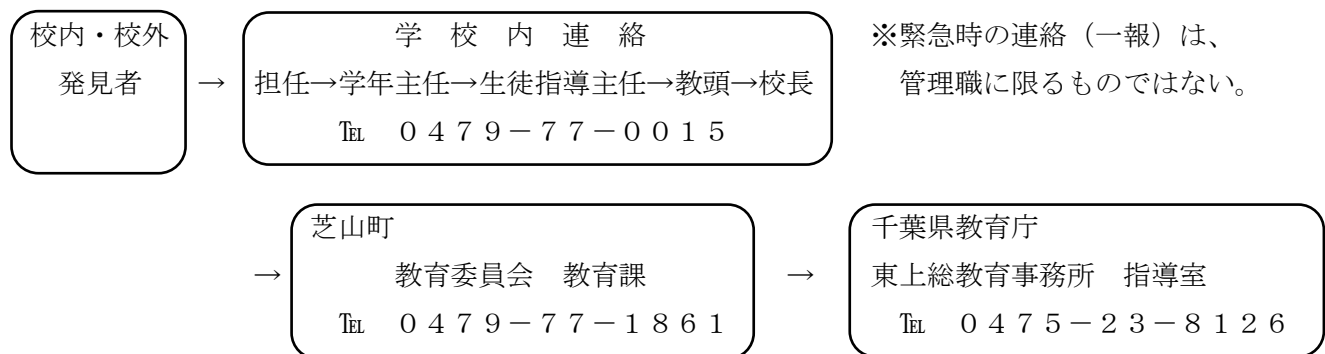 校内・校外
発見者
→
学　校　内　連　絡
担任→学年主任→生徒指導主任→教頭→校長
℡　０４７９－７７－００１５
※緊急時の連絡（一報）は、
管理職に限るものではない。
→
芝山町
教育委員会　教育課
℡　０４７９－７７－１８６１
→
千葉県教育庁
東上総教育事務所　指導室
℡　０４７５－２３－８１２６